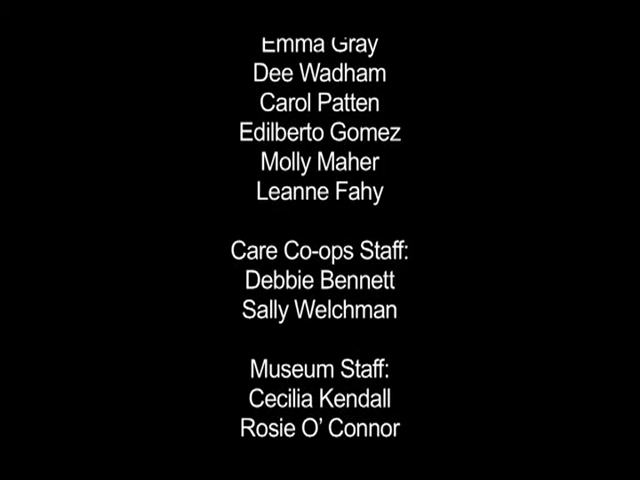 Emma Gray
Dee Wadham
Carol Patten
Edilberto Gomez
Molly Maher
Leanne Fahy
Care Co-ops Staff:
Debbie Bennett
Sally Welchman
Museum Staff:
Cecilia Kendall
Rosie O’ Connor